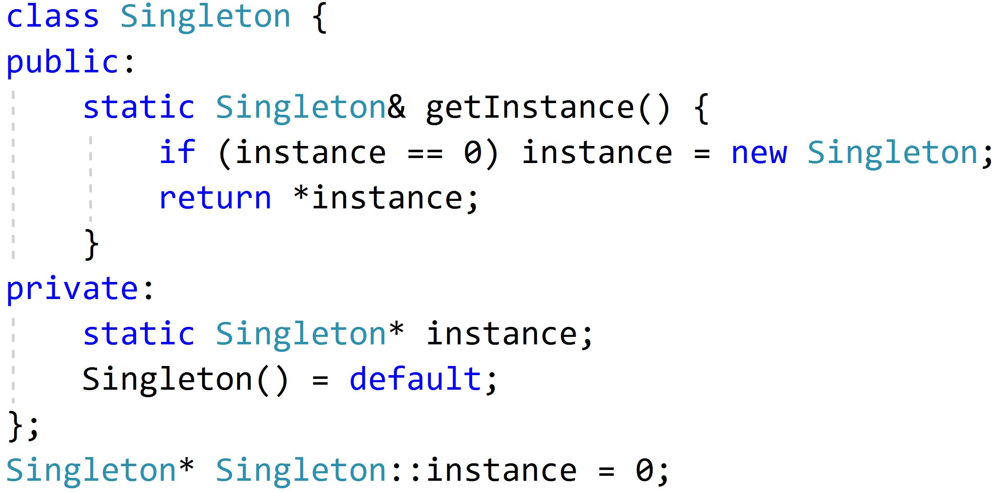 class Singleton {
public:
    static Singleton& getInstance() {
        if (instance == 0) instance = new Singleton;
        return *instance;
    }
private:
    static Singleton* instance;
    Singleton() = default;
};
Singleton* Singleton::instance = 0;